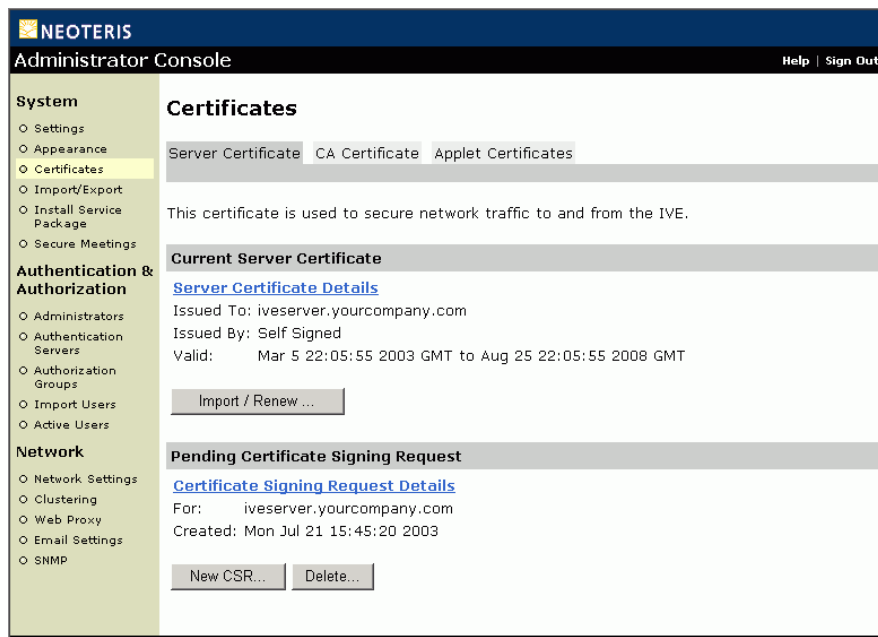 NEOTERIS
Administrator Console
Help | Sign Out
System
Settings
Appearance
Certificates
Import/Export
Install Service
Package
Secure Meetings
Authentication &
Authorization
Administrators
Authentication
Servers
Authorization
Groups
Import Users
Active Users
Network
Network Settings
Clustering
Web Proxy
Email Settings
SNMP
Certificates
Server Certificate CA Certificate Applet Certificates
This certificate is used to secure network traffic to and from the IVE.
Current Server Certificate
Server Certificate Details
Issued To: iveserver.yourcompany.com
Issued By: Self Signed
Valid: Mar 5 22:05:55 2003 GMT to Aug 25 22:05:55 2008 GMT
Import / Renew ...
Pending Certificate Signing Request
Certificate Signing Request Details
For: iveserver.yourcompany.com
Created: Mon Jul 21 15:45:20 2003
New CSR... Delete...